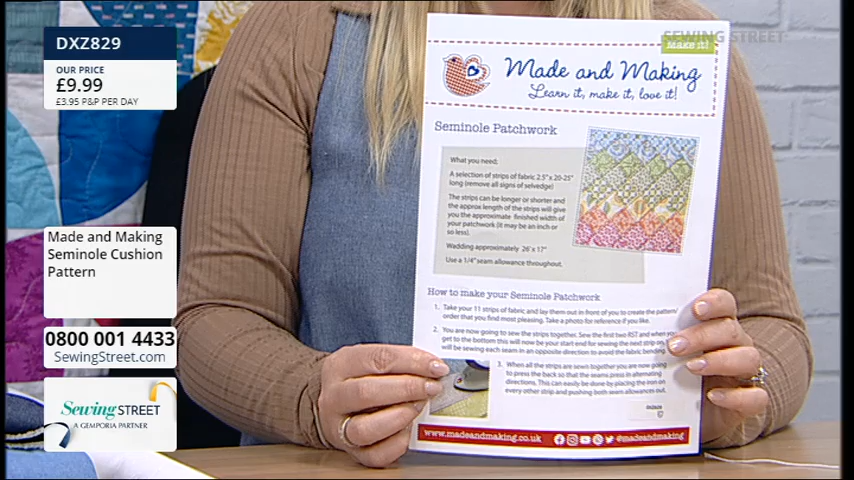 DXZ829
OUR PRICE
£9.99
£3.95 P&P PER DAY
Made and Making
Seminole Cushion
Pattern
0800 001 4433
SewingStreet.com
Sewing STREET
A GEMPORIA PARTNER
SEWING STREET
Make it!
Made and Making
Learn it, make it, love it!
Seminole Patchwork
What you need;
A selection of strips of fabric 2.5" x 20-25"
long (remove all signs of selvedge)
The strips can be longer or shorter and
the approx length of the strips will give
you the approximate finished width of
your patchwork (it may be an inch or
so less).
Wadding approximately 26' x 17"
Use a 1/4" seam allowance throughout.
How to make your Seminole Patchwork
1. Take your 11 strips of fabric and lay them out in front of you to create the pattern/
order that you find most pleasing. Take a photo for reference if you like.
2. You are now going to sew the strips together. Sew the first two RST and when you
get to the bottom this will now be your start end for sewing the next strip on,
will be sewing each seam in an opposite direction to avoid the fabric bending.
3. When all the strips are sewn together you are now going
to press the back so that the seams press in alternating
directions. This can easily be done by placing the iron on
every other strip and pushing both seam allowances out.
www.madeandmaking.co.uk @madeandmaking